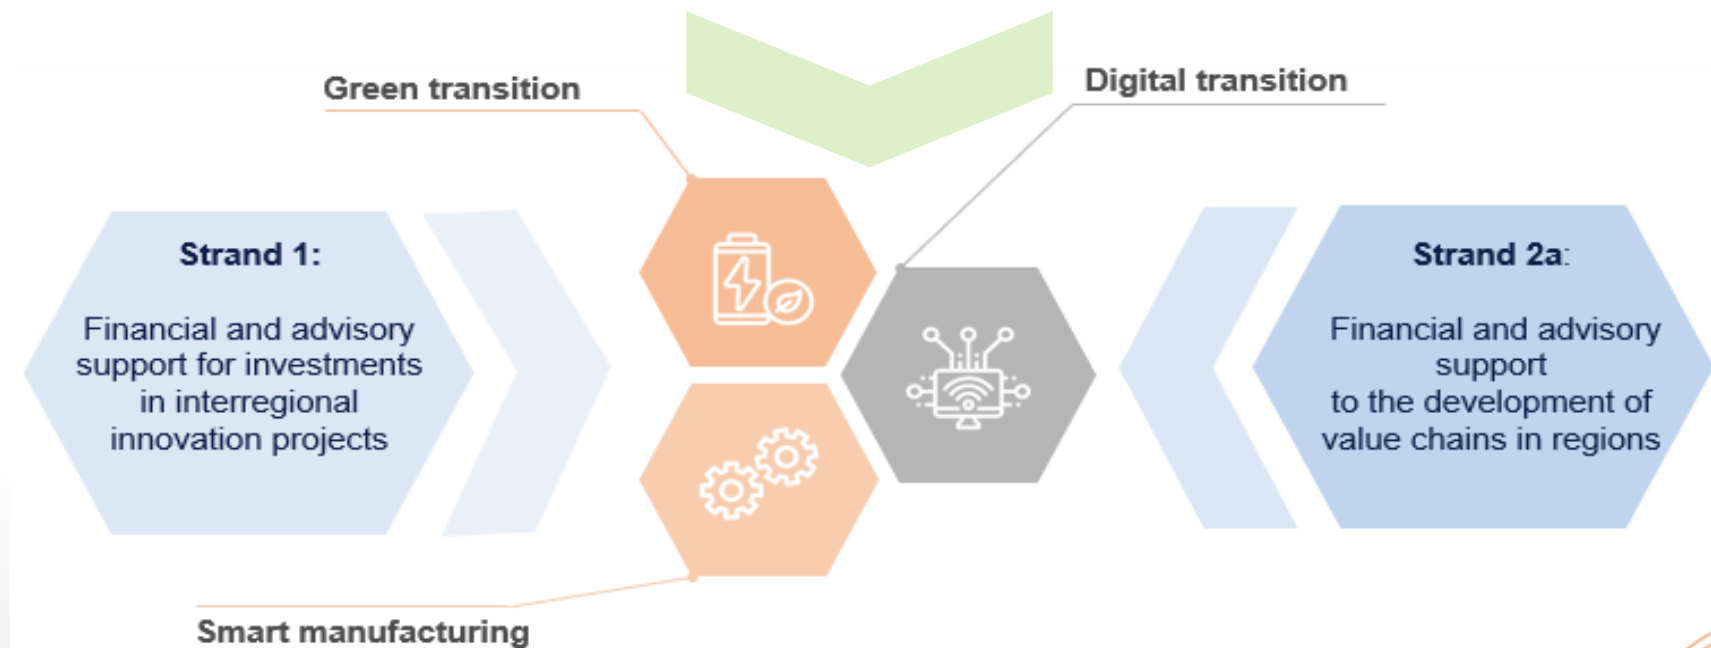 Green transition
Digital transition
Strand 1:
Financial and advisory
support for investments
in interregional
innovation projects
Strand 2a:
Financial and advisory
support
to the development of
value chains in regions
Smart manufacturing